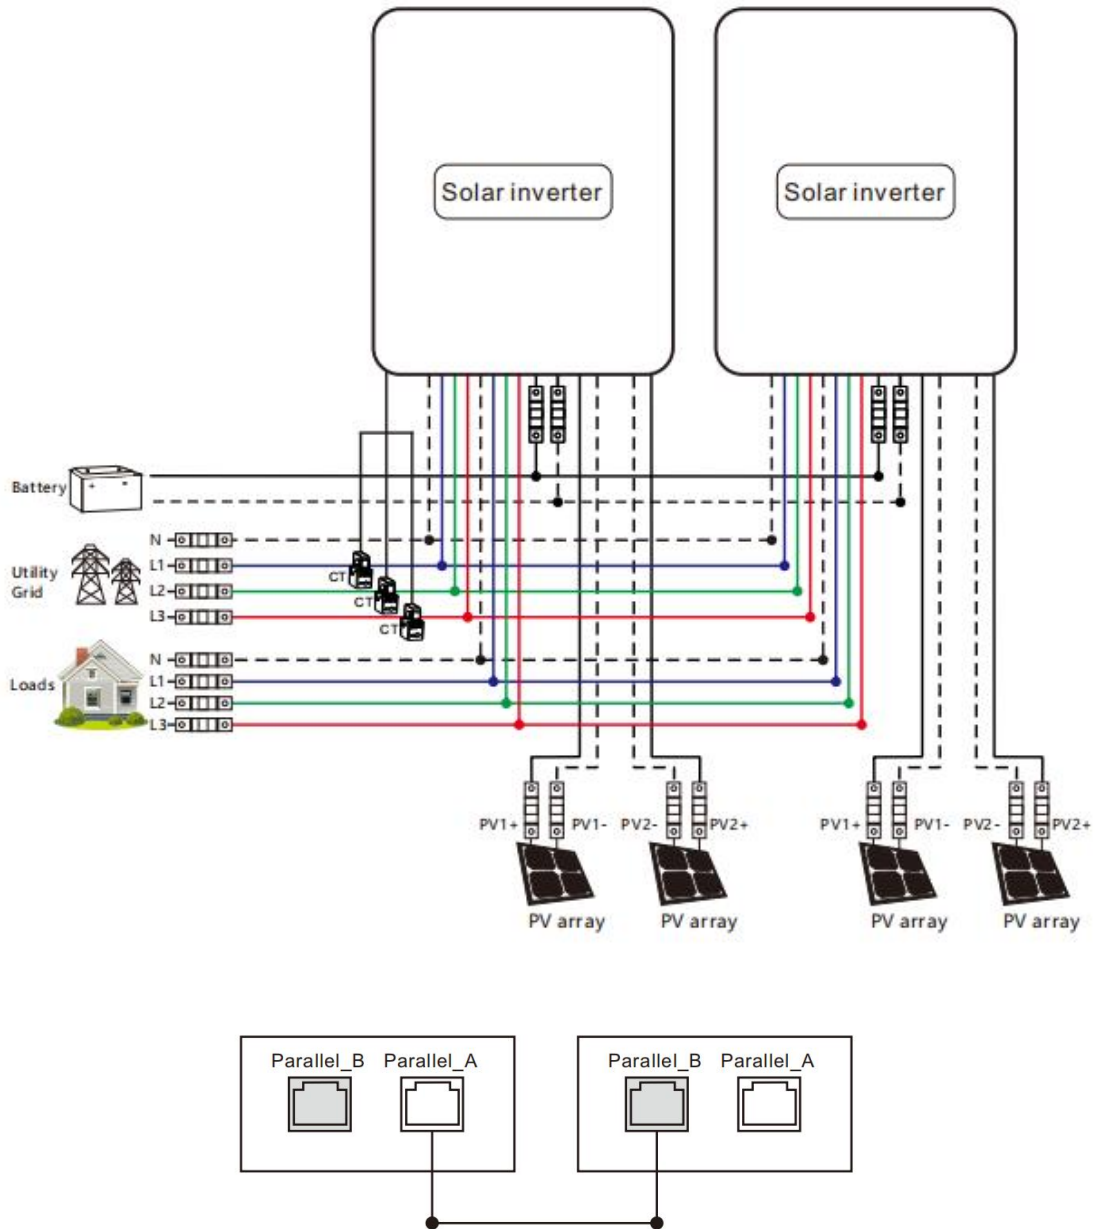 Solar inverter
Solar inverter
Battery
+ -
N
L1
CT
Utility
Grid
L2
CT
L3
CT
N
Loads
L1
L2
L3
PV1+
PV1-
PV2-
PV2+
PV1+
PV1-
PV2-
PV2+
PV array
PV array
PV array
PV array
Parallel_B
Parallel_A
Parallel_B
Parallel_A